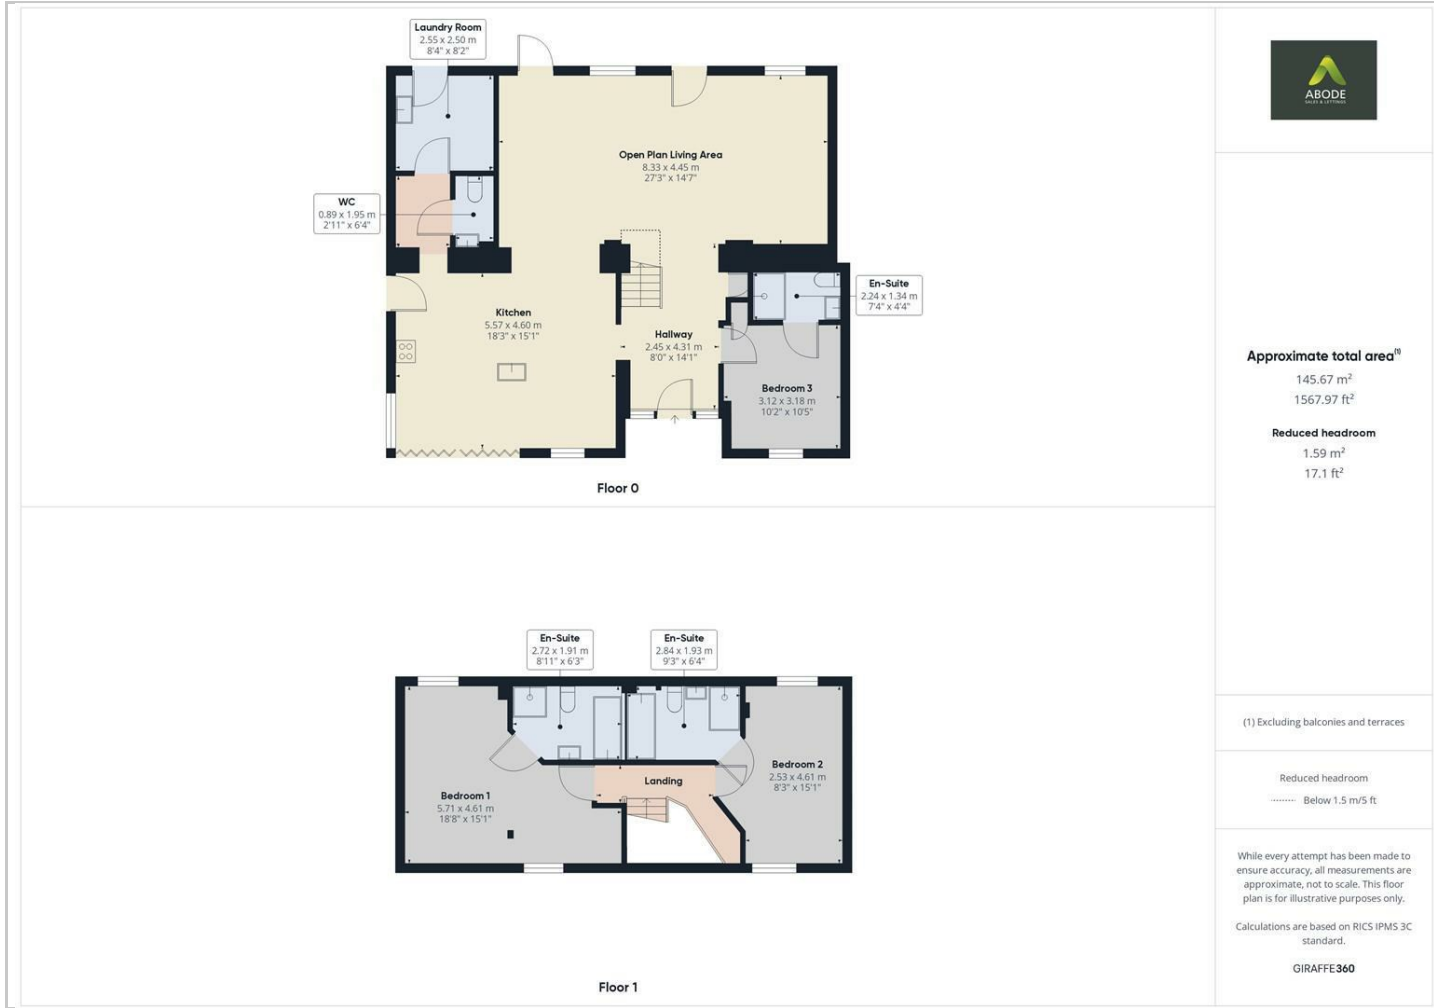 Laundry Room
2.55 x 2.50 m
8'4" x 8'2"
Open Plan Living Area
8.33 x 4.45 m
27'3" x 14'7"
WC
0.89 x 1.95 m
2'11" x 6'4"
En-Suite
2.24 x 1.34 m
7'4" x 4'4"
Kitchen
5.57 x 4.60 m
18'3" x 15'1"
Hallway
2.45 x 4.31 m
8'0" x 14'1"
Bedroom 3
3.12 x 3.18 m
10'2" x 10'5"
Floor 0
En-Suite
2.72 x 1.91 m
8'11" x 6'3"
En-Suite
2.84 x 1.93 m
9'3" x 6'4"
Landing
Bedroom 2
2.53 x 4.61 m
8'3" x 15'1"
Bedroom 1
5.71 x 4.61 m
18'8" x 15'1"
Floor 1
ABODE
SALES & LETTINGS
Approximate total area(1)
145.67 m²
1567.97 ft²
Reduced headroom
1.59 m²
17.1 ft²
(1) Excluding balconies and terraces
Reduced headroom
Below 1.5 m/5 ft
While every attempt has been made to
ensure accuracy, all measurements are
approximate, not to scale. This floor
plan is for illustrative purposes only.
Calculations are based on RICS IPMS 3C
standard.
GIRAFFE360